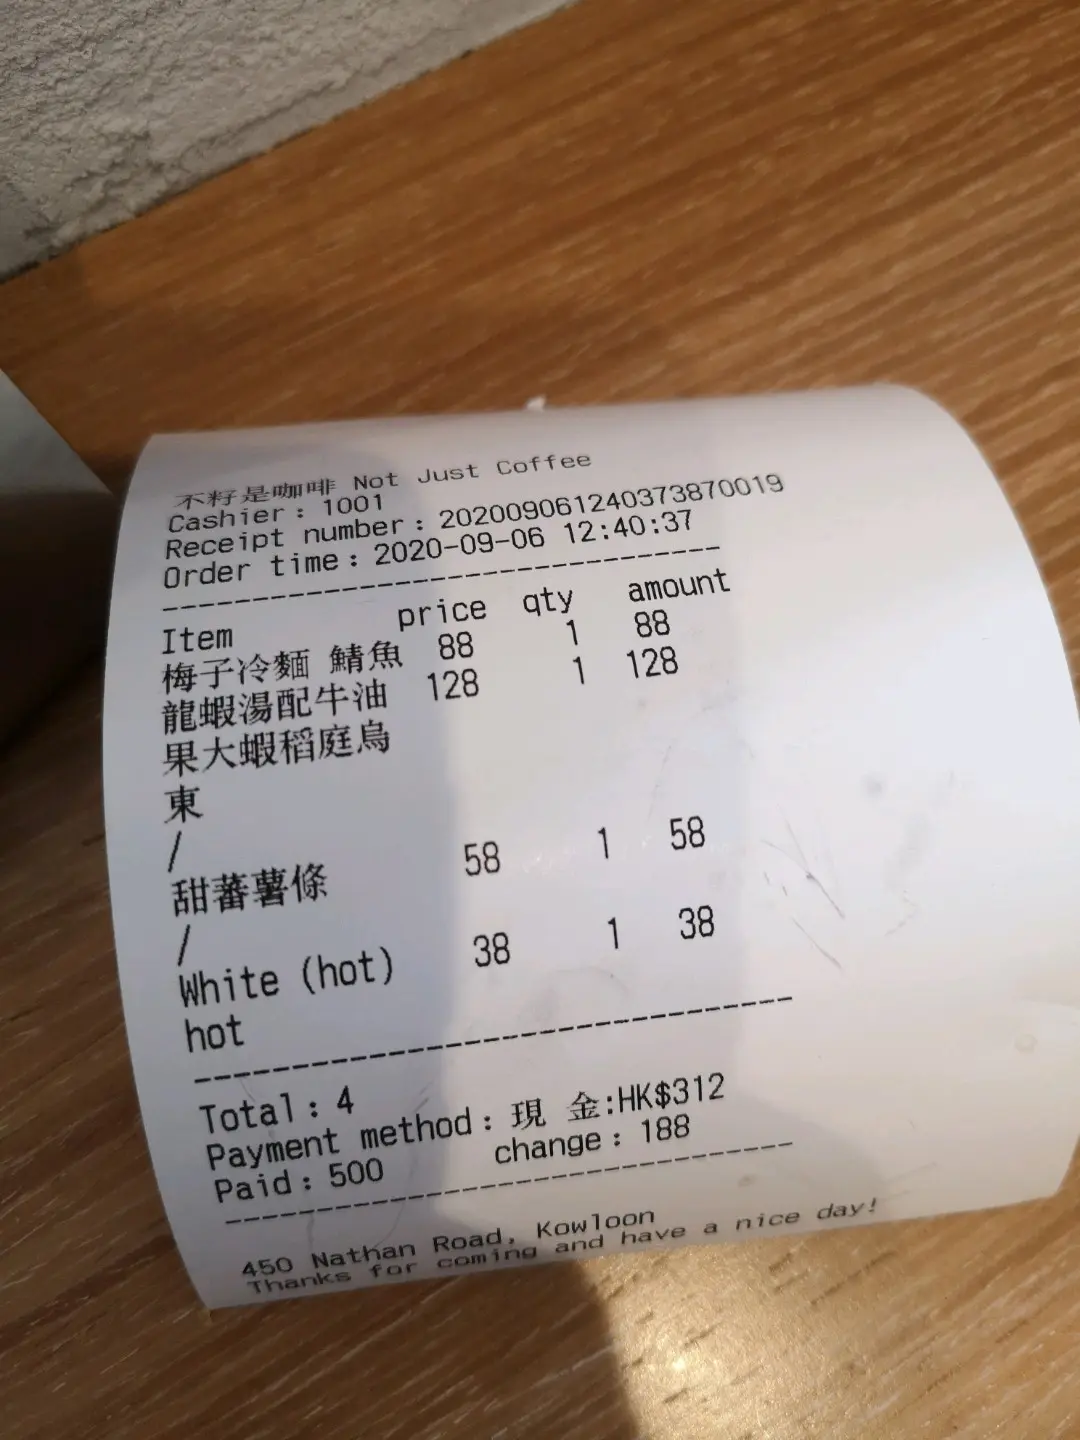 不籽是咖啡 Not Just Coffee
Cashier: 1001
Receipt number: 202009061240373870019
Order time: 2020-09-06 12:40:37
--------------------------------
Item price qty amount
梅子冷麵 鯖魚 88 1 88
龍蝦湯配牛油 128 1 128
果大蝦稻庭烏
東
/
甜蕃薯條 58 1 58
/
White (hot) 38 1 38
hot
--------------------------------
Total: 4
Payment method: 現 金:HK$312
Paid: 500 change: 188
--------------------------------
450 Nathan Road, Kowloon
Thanks for coming and have a nice day!